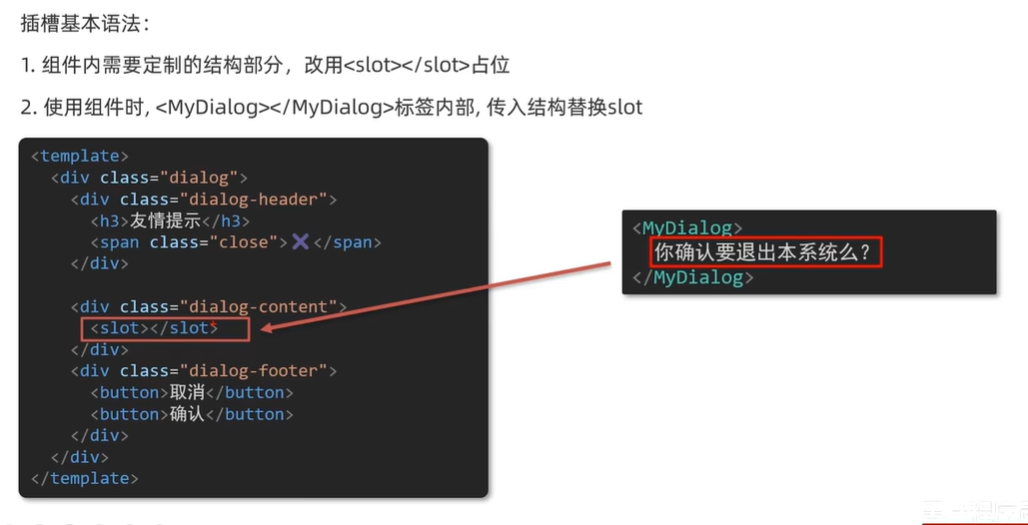 插槽基本语法：
1. 组件内需要定制的结构部分，改用<slot></slot>占位
2. 使用组件时, <MyDialog></MyDialog>标签内部, 传入结构替换slot
<template>
<div class="dialog">
<div class="dialog-header">
<h3>友情提示</h3>
<span class="close">✖️</span>
</div>
<div class="dialog-content">
<slot></slot>
</div>
<div class="dialog-footer">
<button>取消</button>
<button>确认</button>
</div>
</div>
</template>
<MyDialog>
你确认要退出本系统么？
</MyDialog>